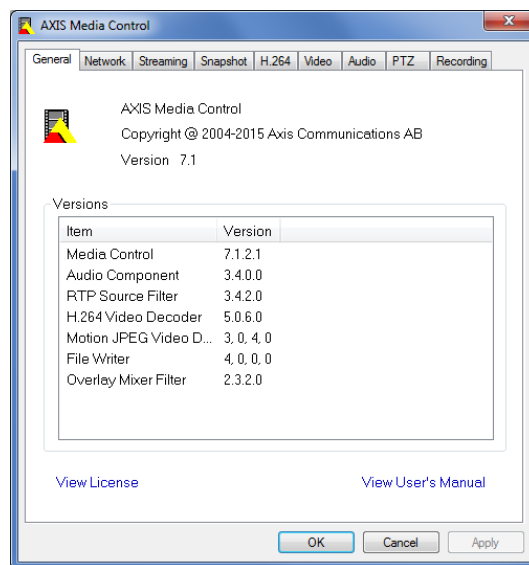 AXIS Media Control
General Network Streaming Snapshot H.264 Video Audio PTZ Recording
AXIS Media Control
Copyright @ 2004-2015 Axis Communications AB
Version 7.1
Versions
Item Version
Media Control 7.1.2.1
Audio Component 3.4.0.0
RTP Source Filter 3.4.2.0
H.264 Video Decoder 5.0.6.0
Motion JPEG Video D... 3, 0, 4, 0
File Writer 4, 0, 0, 0
Overlay Mixer Filter 2.3.2.0
View License View User's Manual
OK Cancel Apply